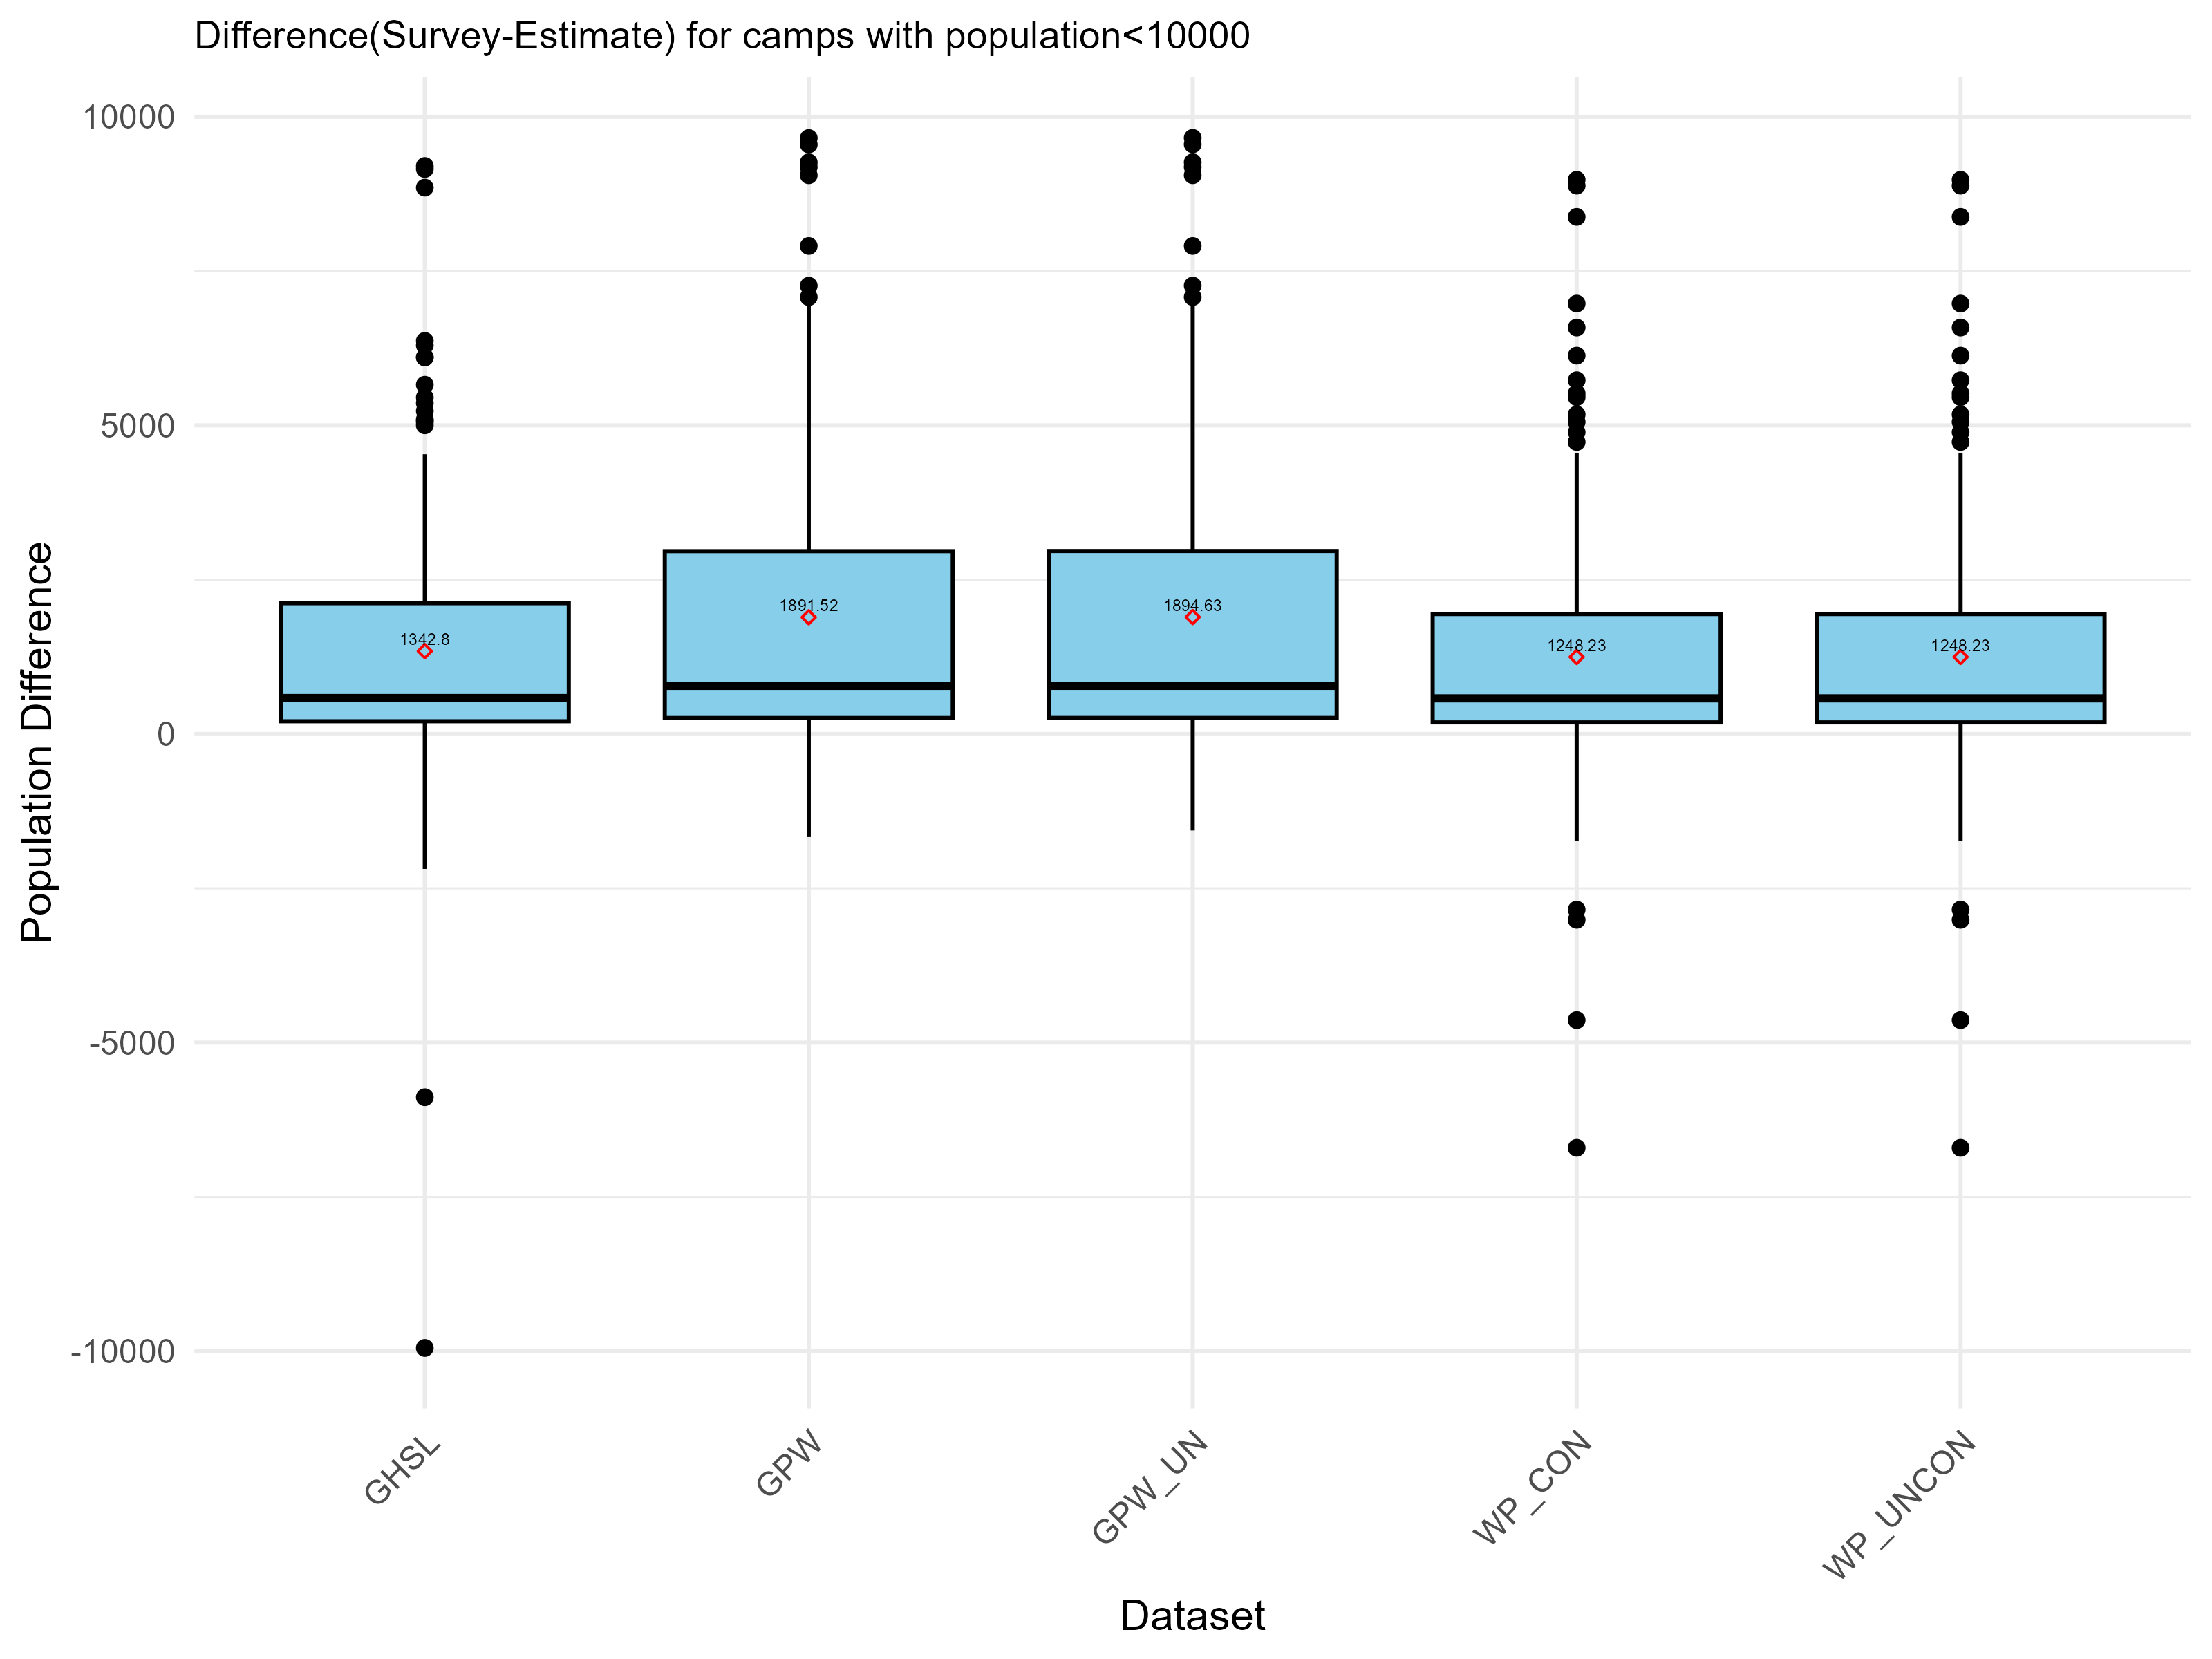 Difference(Survey-Estimate) for camps with population<10000
Population Difference
10000
5000
0
-5000
-10000
1342.8
1891.52
1894.63
1248.23
1248.23
GHSL
GPW
GPW_UN
WP_CON
WP_UNCON
Dataset